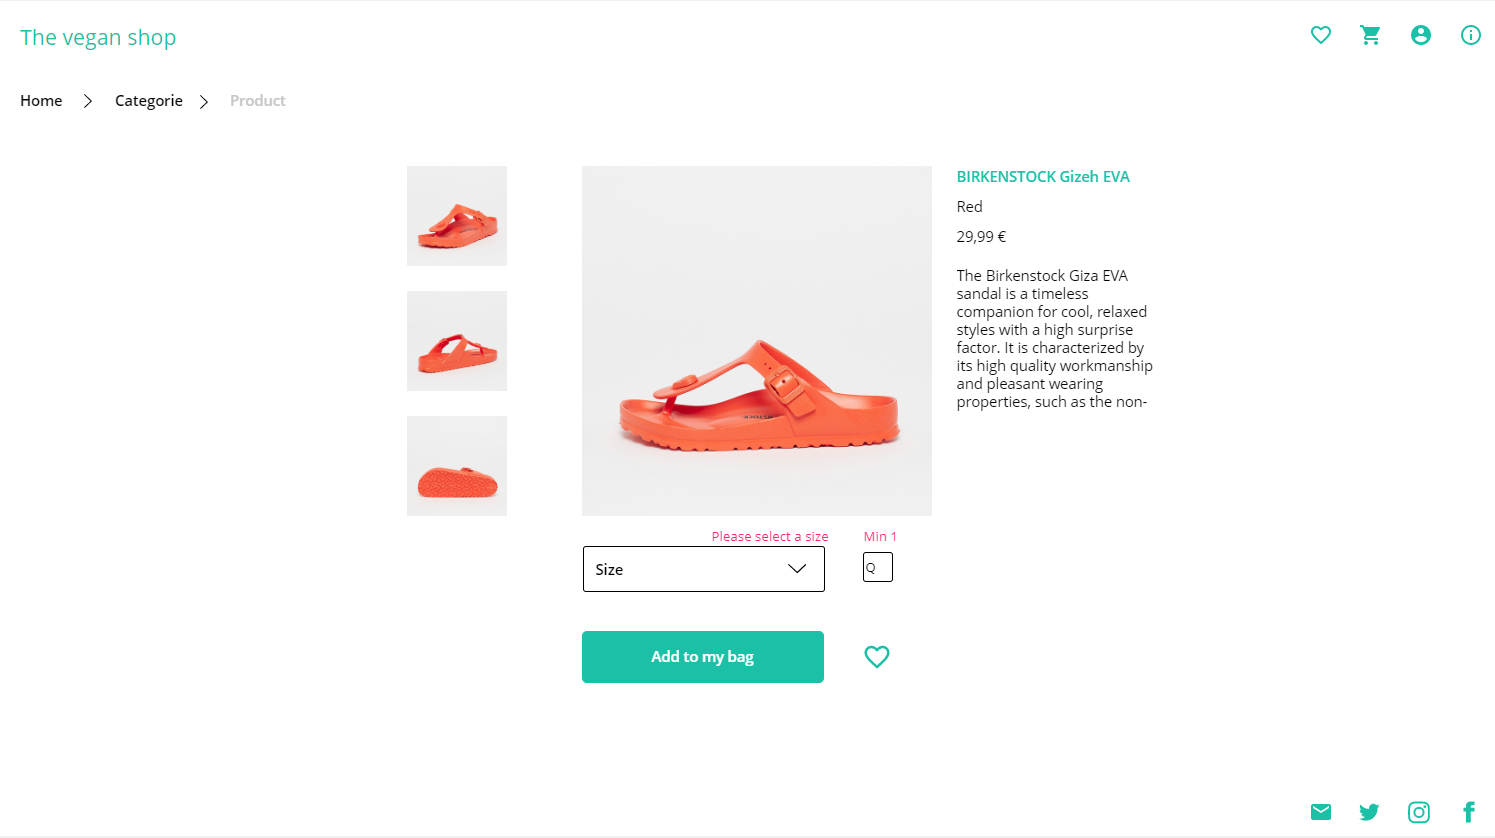 The vegan shop
Home
Categorie
Product
BIRKENSTOCK Gizeh EVA
Red
29,99 €
The Birkenstock Giza EVA
sandal is a timeless
companion for cool, relaxed
styles with a high surprise
factor. It is characterized by
its high quality workmanship
and pleasant wearing
properties, such as the non-
Please select a size
Min 1
Size
Q
Add to my bag